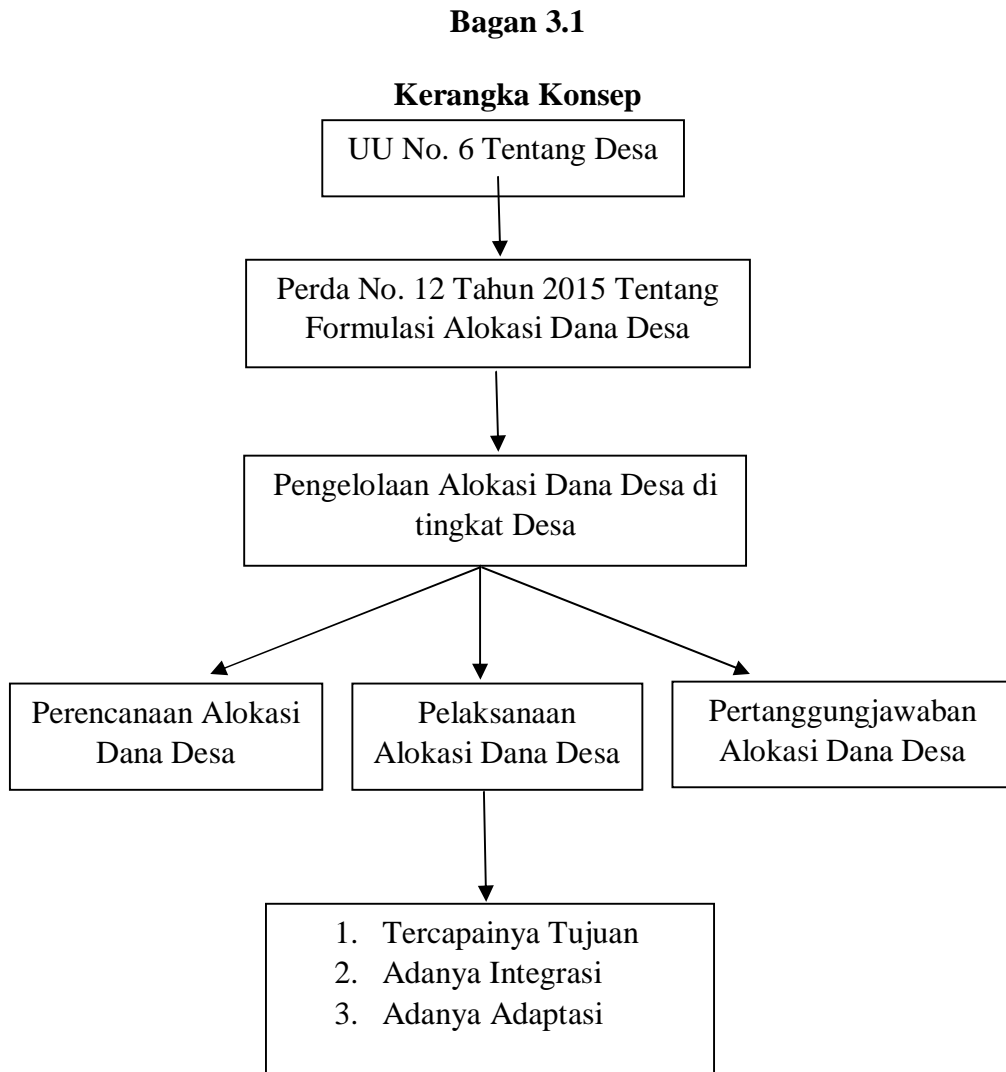 Bagan 3.1
Kerangka Konsep
UU No. 6 Tentang Desa
Perda No. 12 Tahun 2015 Tentang
Formulasi Alokasi Dana Desa
Pengelolaan Alokasi Dana Desa di
tingkat Desa
Perencanaan Alokasi
Dana Desa
Pelaksanaan
Alokasi Dana Desa
Pertanggungjawaban
Alokasi Dana Desa
1. Tercapainya Tujuan
2. Adanya Integrasi
3. Adanya Adaptasi